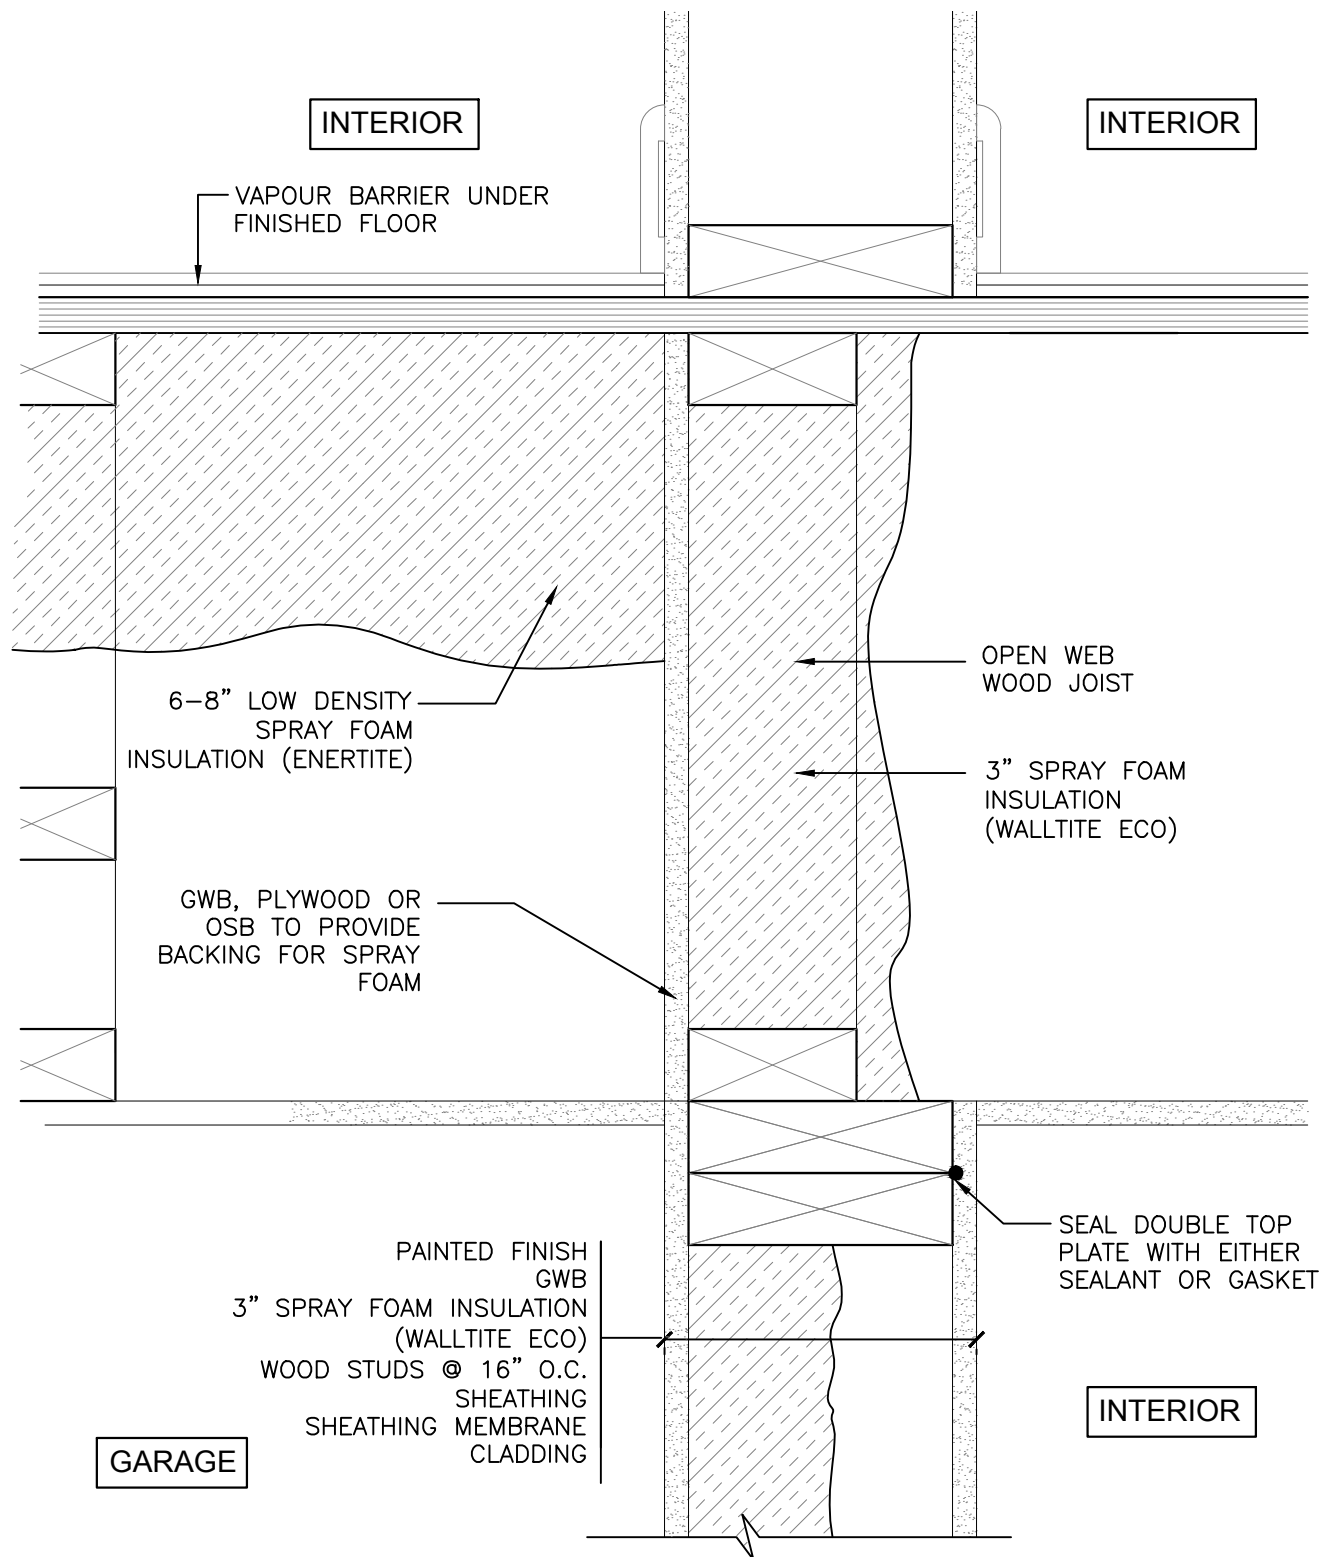 INTERIOR
INTERIOR
VAPOUR BARRIER UNDER
FINISHED FLOOR
6–8” LOW DENSITY
SPRAY FOAM
INSULATION (ENERTITE)
OPEN WEB
WOOD JOIST
3” SPRAY FOAM
INSULATION
(WALLTITE ECO)
GWB, PLYWOOD OR
OSB TO PROVIDE
BACKING FOR SPRAY
FOAM
SEAL DOUBLE TOP
PLATE WITH EITHER
SEALANT OR GASKET
PAINTED FINISH
GWB
3” SPRAY FOAM INSULATION
(WALLTITE ECO)
WOOD STUDS @ 16” O.C.
SHEATHING
SHEATHING MEMBRANE
CLADDING
INTERIOR
GARAGE